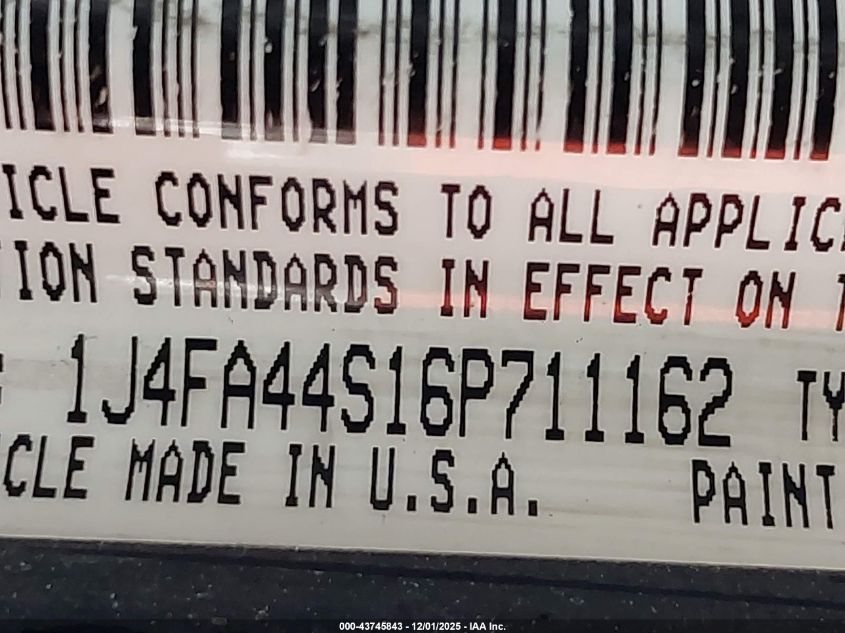 ICLE CONFORMS TO ALL APPLIC
ION STANDARDS IN EFFECT ON
1J4FA44S16P711162 TY
CLE MADE IN U.S.A. PAINT
000-43745843 - 12/01/2025 - IAA Inc.